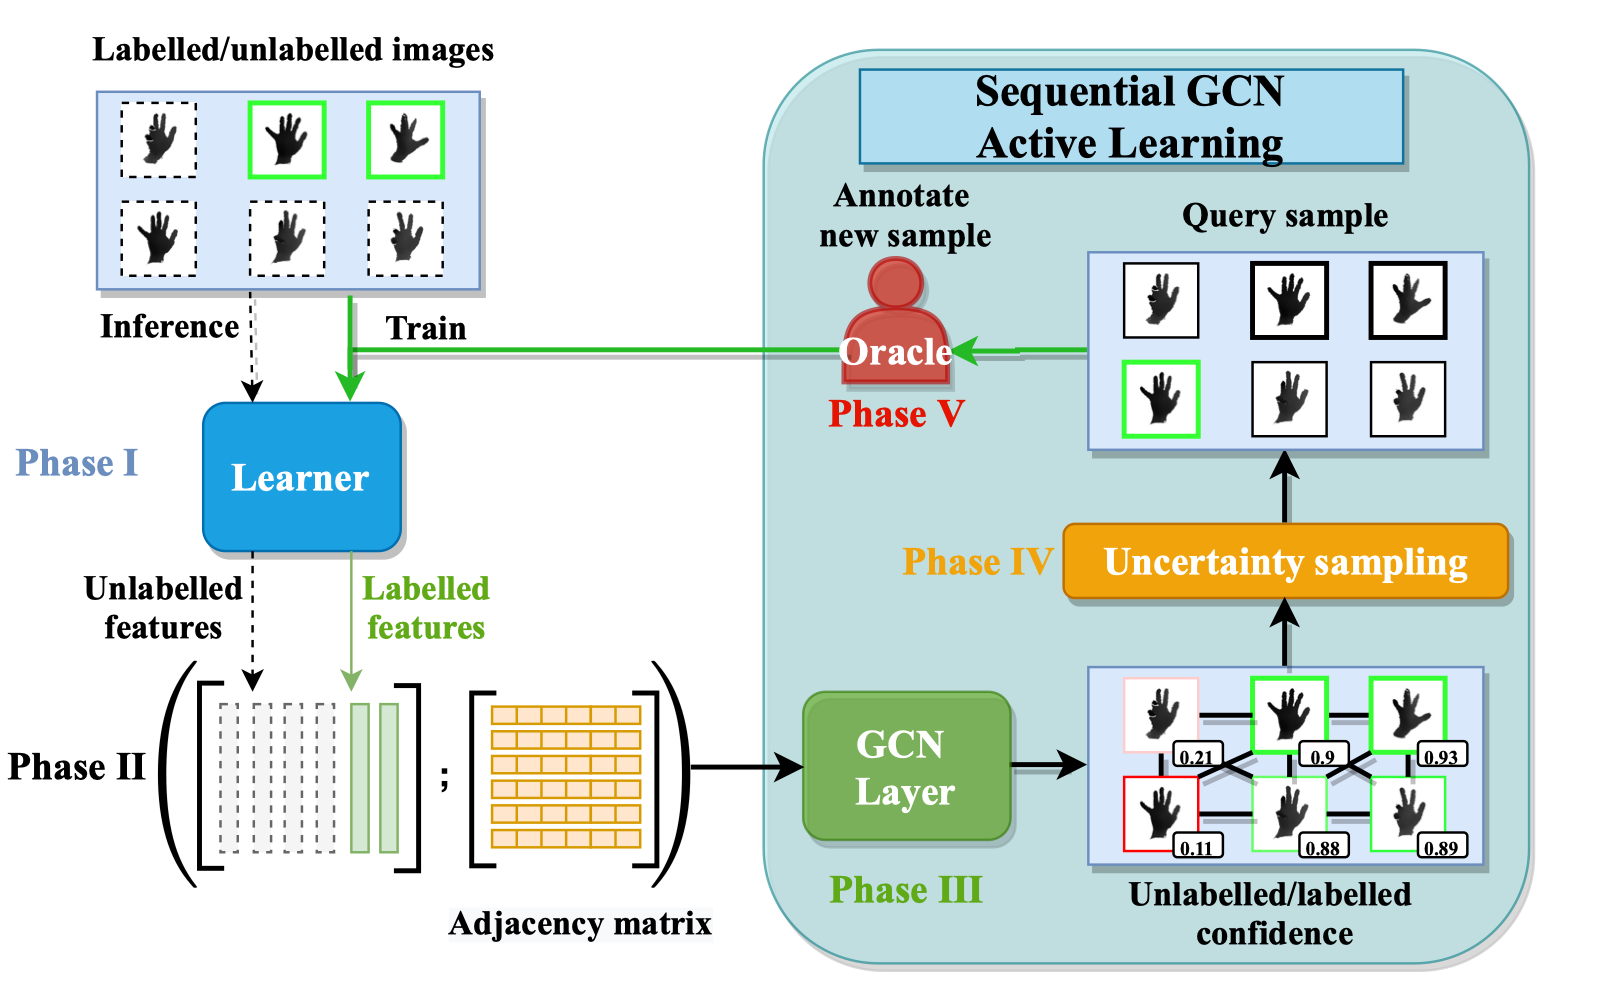 Labelled/unlabelled images
Inference
Train
Phase I
Learner
Unlabelled
features
Labelled
features
Phase II
;
Adjacency matrix
Sequential GCN
Active Learning
Annotate
new sample
Oracle
Phase V
Query sample
Phase IV
Uncertainty sampling
GCN
Layer
Phase III
0.21
0.9
0.93
0.11
0.88
0.89
Unlabelled/labelled
confidence